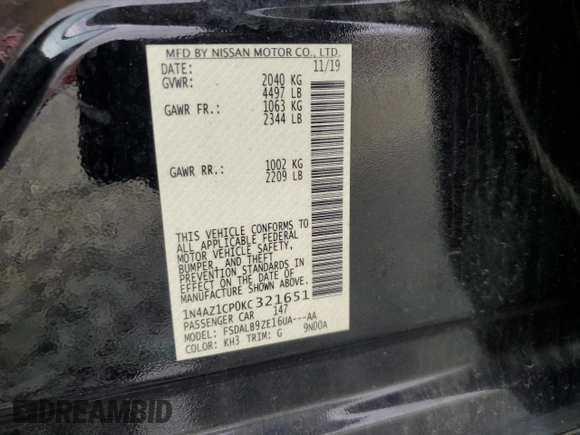 MFD BY NISSAN MOTOR CO., LTD.
DATE: 11/19
GVWR: 2040 KG
4497 LB
GAWR FR.: 1063 KG
2344 LB
GAWR RR.: 1002 KG
2209 LB
THIS VEHICLE CONFORMS TO
ALL APPLICABLE FEDERAL
MOTOR VEHICLE SAFETY,
BUMPER, AND THEFT
PREVENTION STANDARDS IN
EFFECT ON THE DATE OF
MANUFACTURE SHOWN ABOVE.
1N4AZ1CP0KC321651
PASSENGER CAR 147
MODEL: FSDALB9ZE16UA---AA
COLOR: KH3 TRIM: G 9N00A
DREAMBID